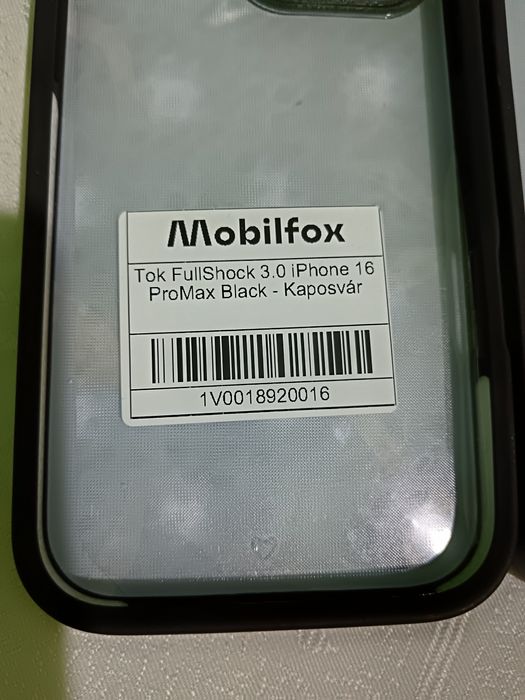 Mobilfox
Tok FullShock 3.0 iPhone 16
ProMax Black - Kaposvár
1V0018920016